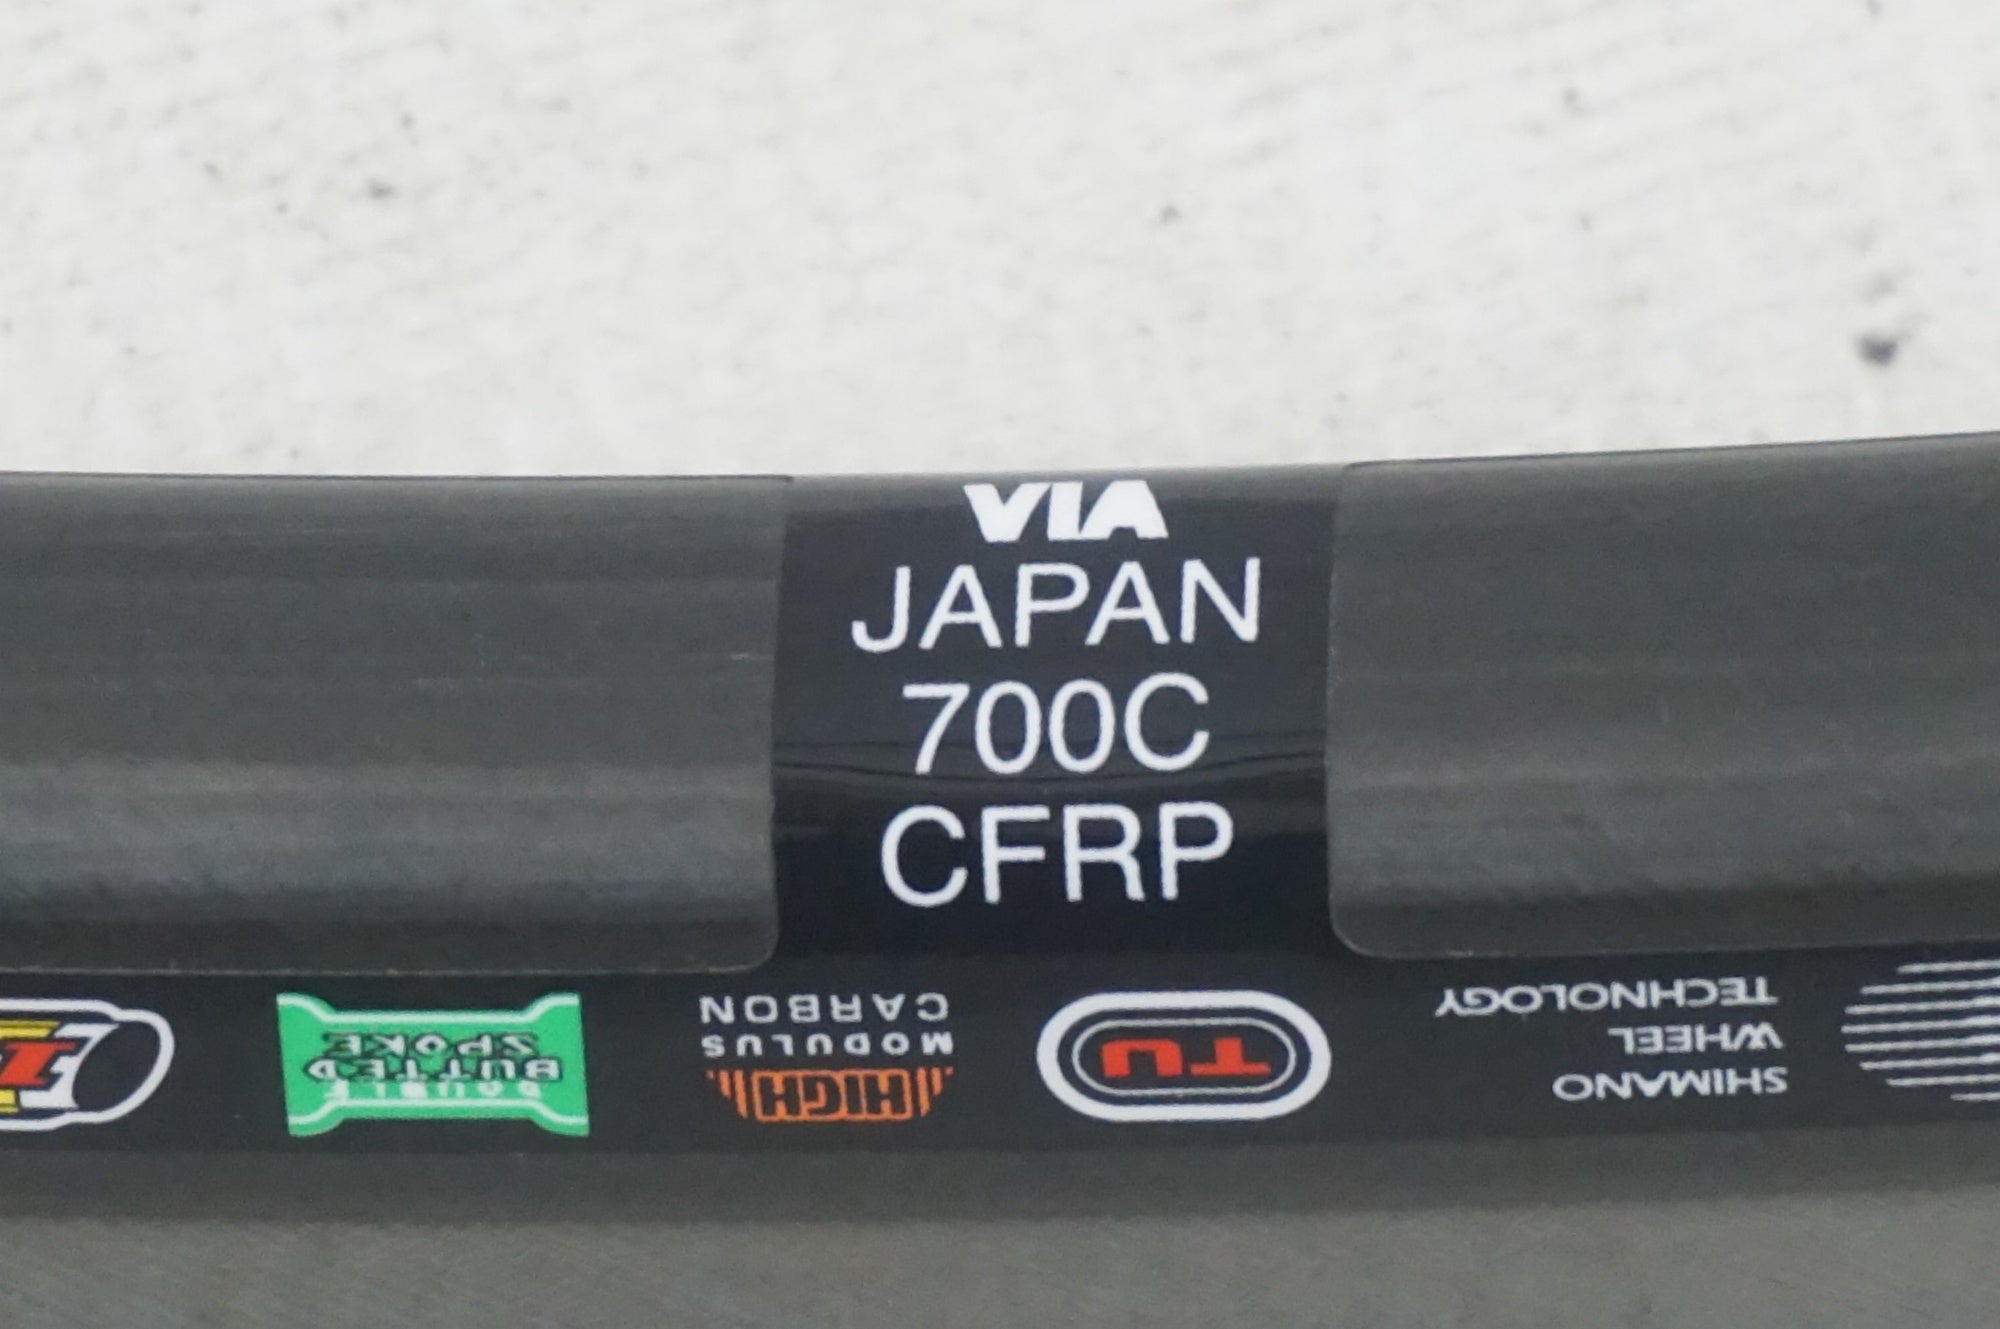 VIA
JAPAN
700C
CFRP
SHIMANO
WHEEL
TECHNOLOGY
TU
HIGH
MODULUS
CARBON
DOUBLE
BUTTED
SPOKE